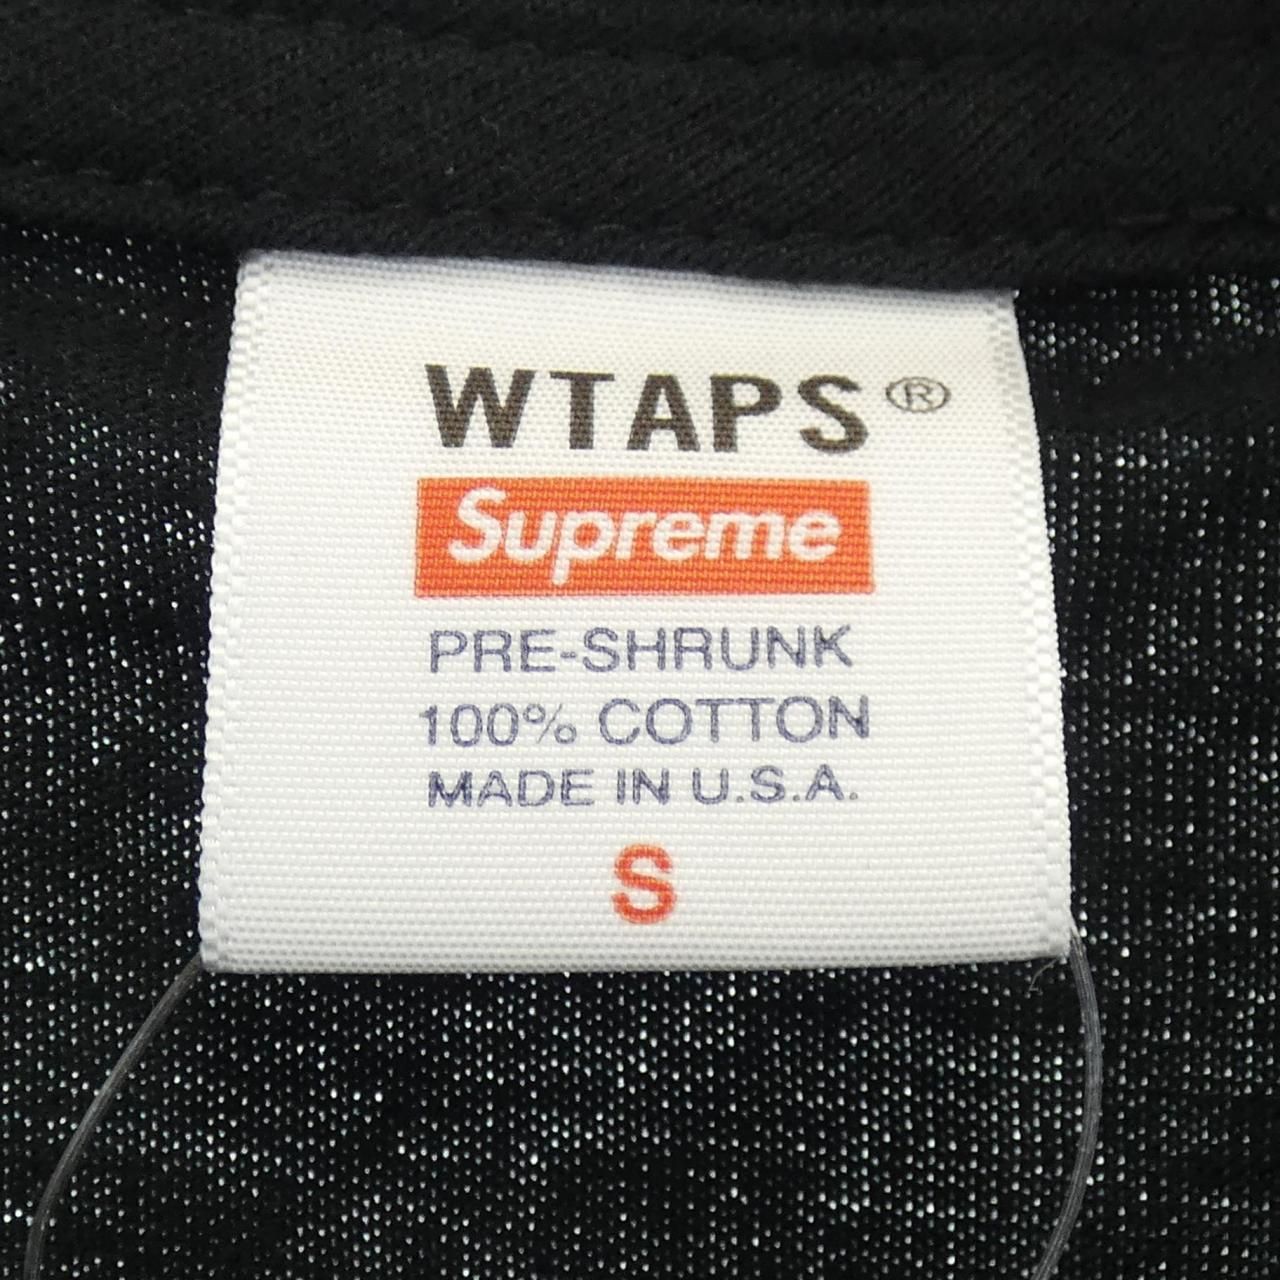 WTAPS®
Supreme
PRE-SHRUNK
100% COTTON
MADE IN U.S.A.
S